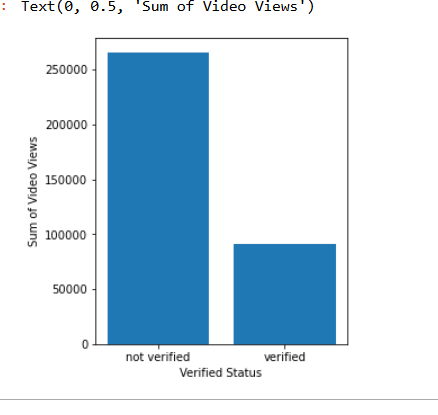 : Text(0, 0.5, 'Sum of Video Views')
250000
200000
150000
100000
50000
0
Sum of Video Views
not verified verified
Verified Status